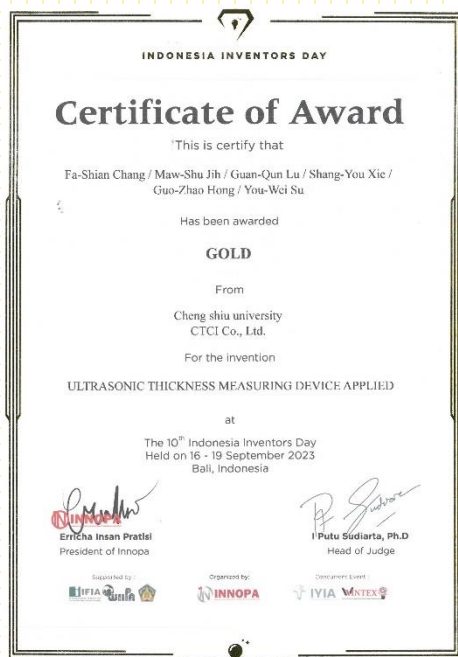 INDONESIA INVENTORS DAY
Certificate of Award
This is certify that
Fa-Shian Chang / Maw-Shu Jih / Guan-Qun Lu / Shang-You Xie /
Guo-Zhao Hong / You-Wei Su
Has been awarded
GOLD
From
Cheng shiu university
CTCI Co., Ltd.
For the invention
ULTRASONIC THICKNESS MEASURING DEVICE APPLIED
at
The 10th Indonesia Inventors Day
Held on 16 - 19 September 2023
Bali, Indonesia
INNOPA
Erricha Insan Pratisi
President of Innopa
I Putu Sudiarta, Ph.D
Head of Judge
Supported by :
Organized by:
Concurrent Event :
IFIA
WIIPA
INNOPA
IYIA
WINTEX